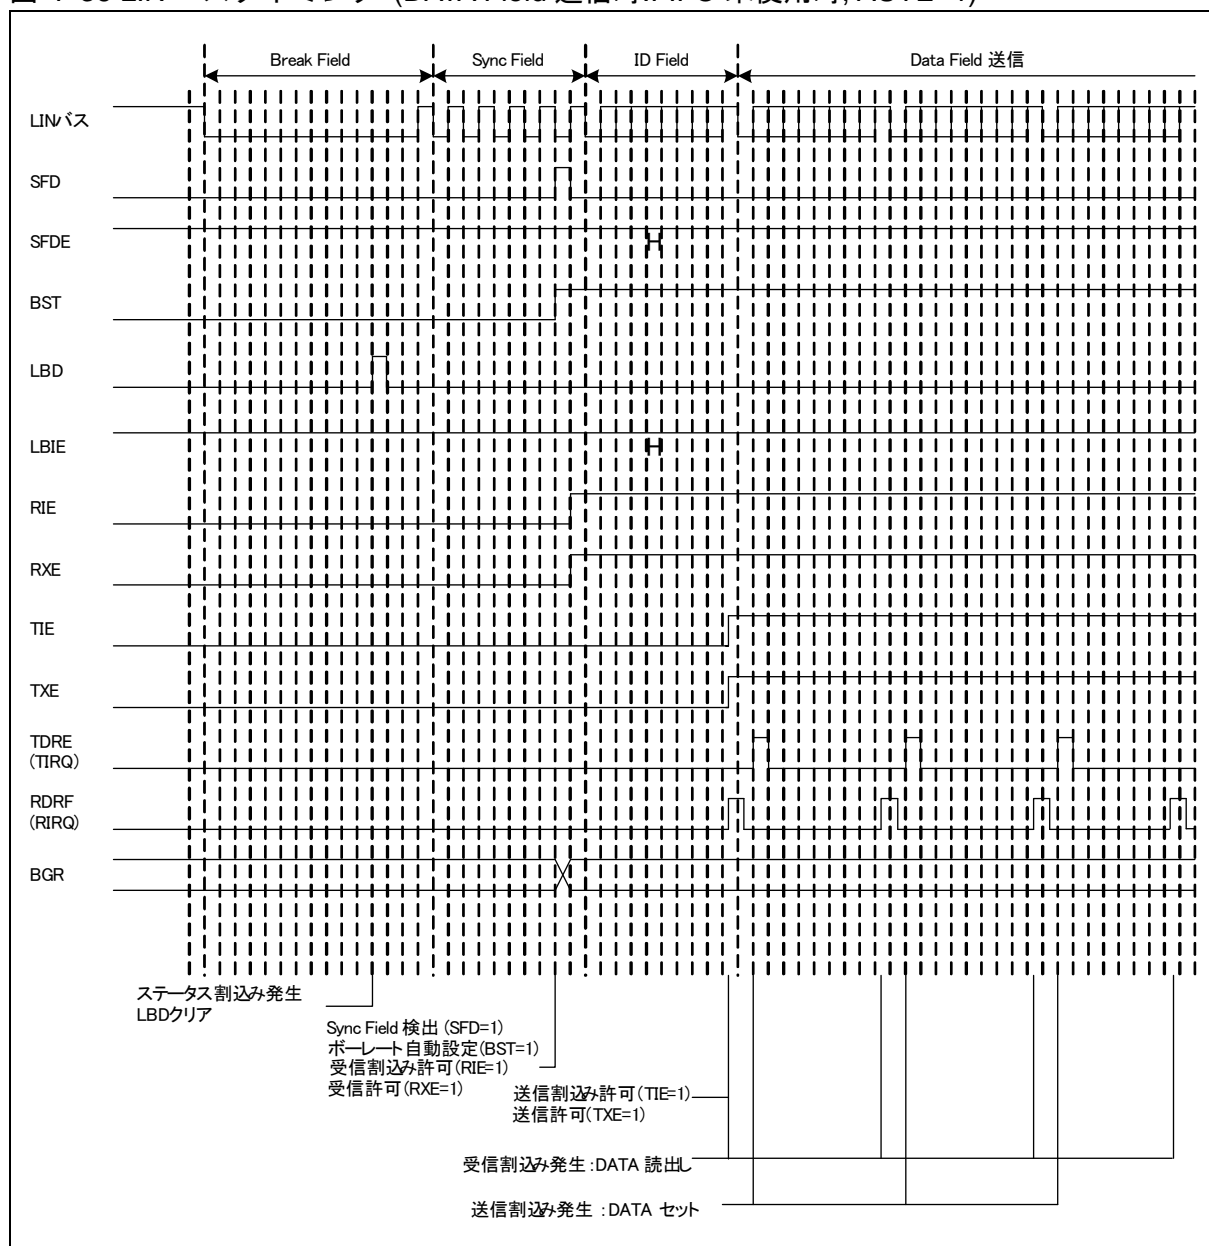 Break Field
Sync Field
ID Field
Data Field 送信
LINバス
SFD
SFDE
H
BST
LBD
LBIE
H
RIE
RXE
TIE
TXE
TDRE
(TIRQ)
RDRF
(RIRQ)
BGR
ステータス割込み発生
LBDクリア
Sync Field 検出 (SFD=1)
ボーレート自動設定(BST=1)
受信割込み許可(RIE=1)
受信許可(RXE=1)
送信割込み許可(TIE=1)
送信許可(TXE=1)
受信割込み発生:DATA 読出し
送信割込み発生 :DATA セット